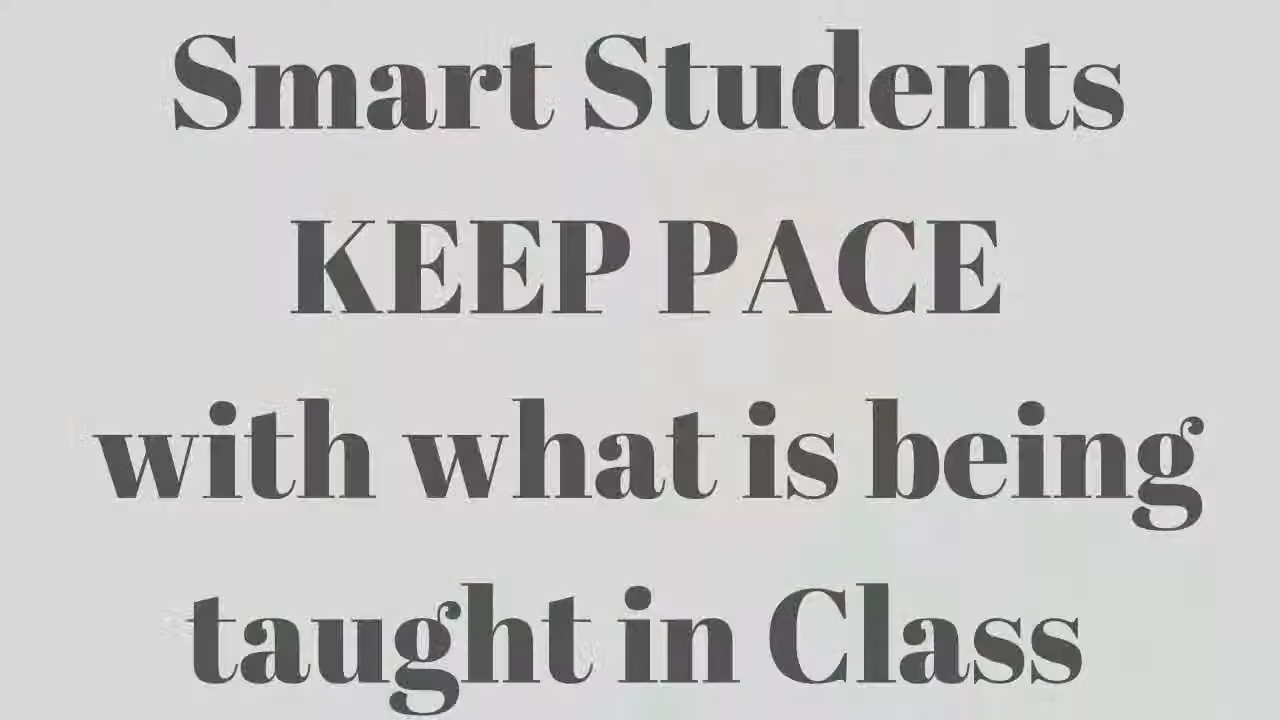 Smart Students
KEEP PACE
with what is being
taught in Class